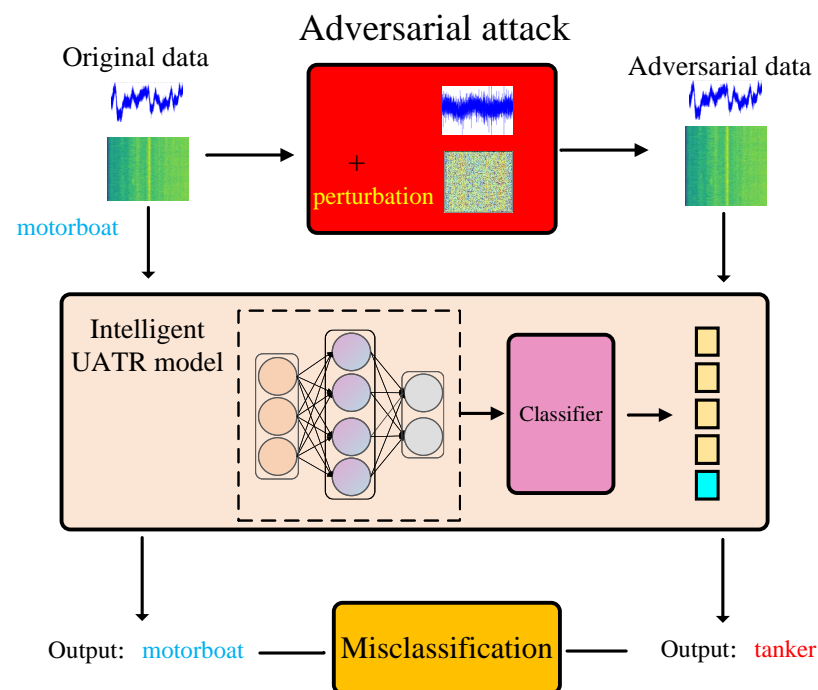 Adversarial attack
Original data
Adversarial data
+
perturbation
motorboat
Intelligent
UATR model
Classifier
Output: motorboat
Misclassification
Output: tanker